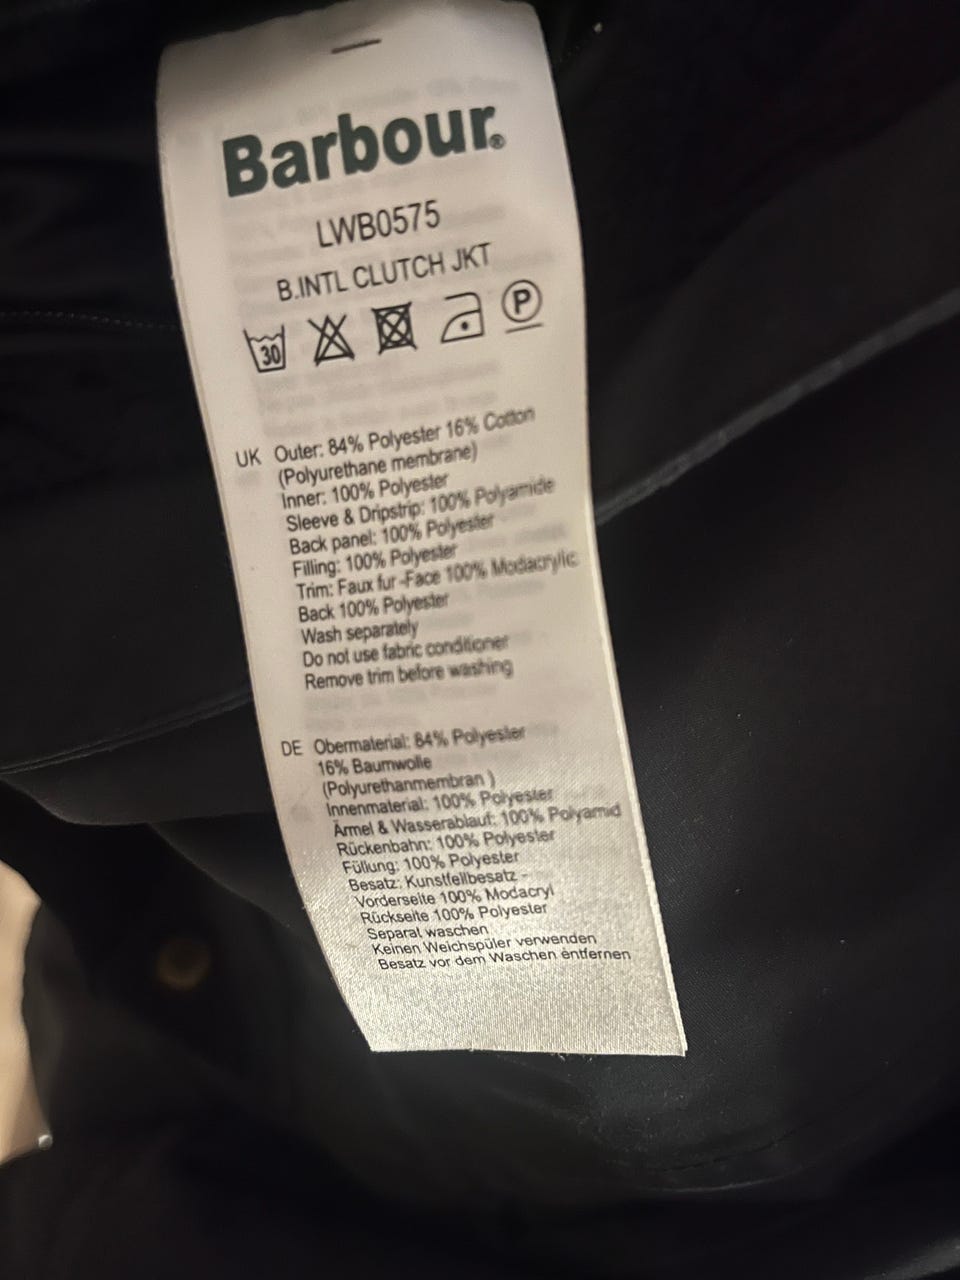 Barbour®
LWB0575
B.INTL CLUTCH JKT
30 P
UK Outer: 84% Polyester 16% Cotton
(Polyurethane membrane)
Inner: 100% Polyester
Sleeve & Dripstrip: 100% Polyamide
Back panel: 100% Polyester
Filling: 100% Polyester
Trim: Faux fur -Face 100% Modacrylic
Back 100% Polyester
Wash separately
Do not use fabric conditioner
Remove trim before washing
DE Obermaterial: 84% Polyester
16% Baumwolle
(Polyurethanmembran )
Innenmaterial: 100% Polyester
Ärmel & Wasserablauf: 100% Polyamid
Rückenbahn: 100% Polyester
Füllung: 100% Polyester
Besatz: Kunstfellbesatz -
Vorderseite 100% Modacryl
Rückseite 100% Polyester
Separat waschen
Keinen Weichspüler verwenden
Besatz vor dem Waschen entfernen